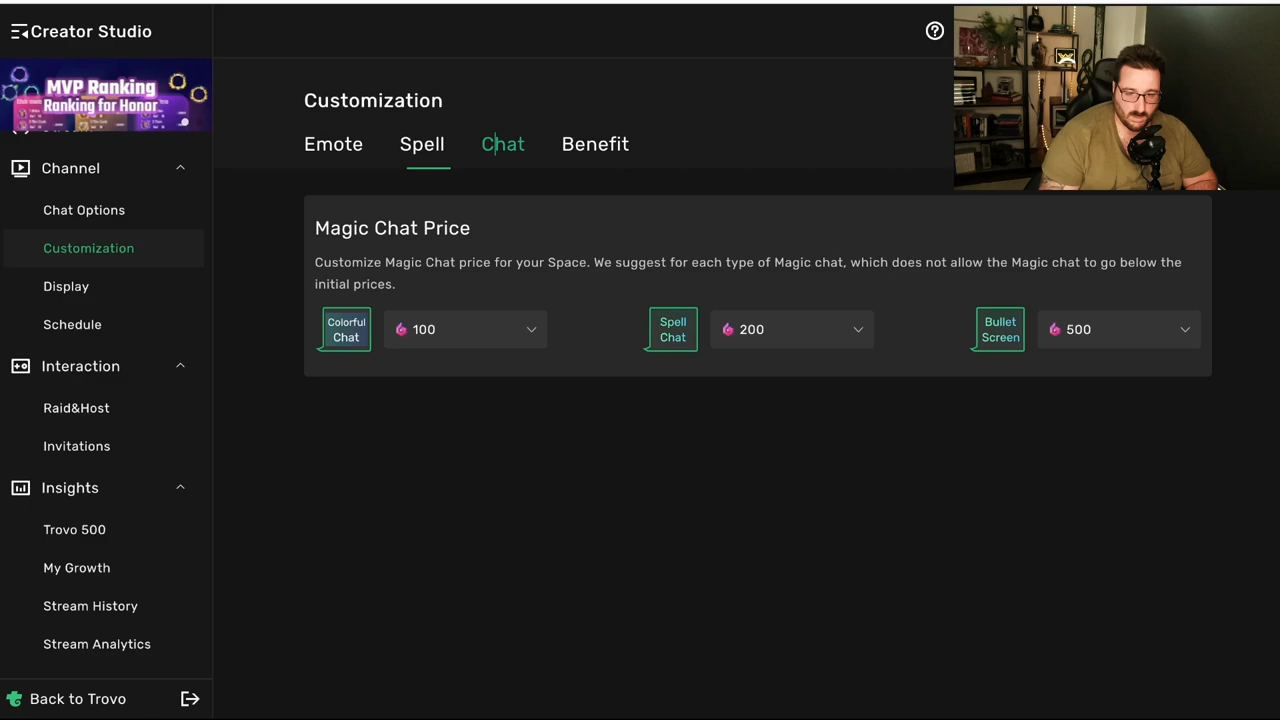 Creator Studio
MVP Ranking
Ranking for Honor
Channel
Chat Options
Customization
Display
Schedule
Interaction
Raid&Host
Invitations
Insights
Trovo 500
My Growth
Stream History
Stream Analytics
Back to Trovo
Customization
Emote Spell Chat Benefit
Magic Chat Price
Customize Magic Chat price for your Space. We suggest for each type of Magic chat, which does not allow the Magic chat to go below the
initial prices.
Colorful
Chat
100
Spell
Chat
200
Bullet
Screen
500